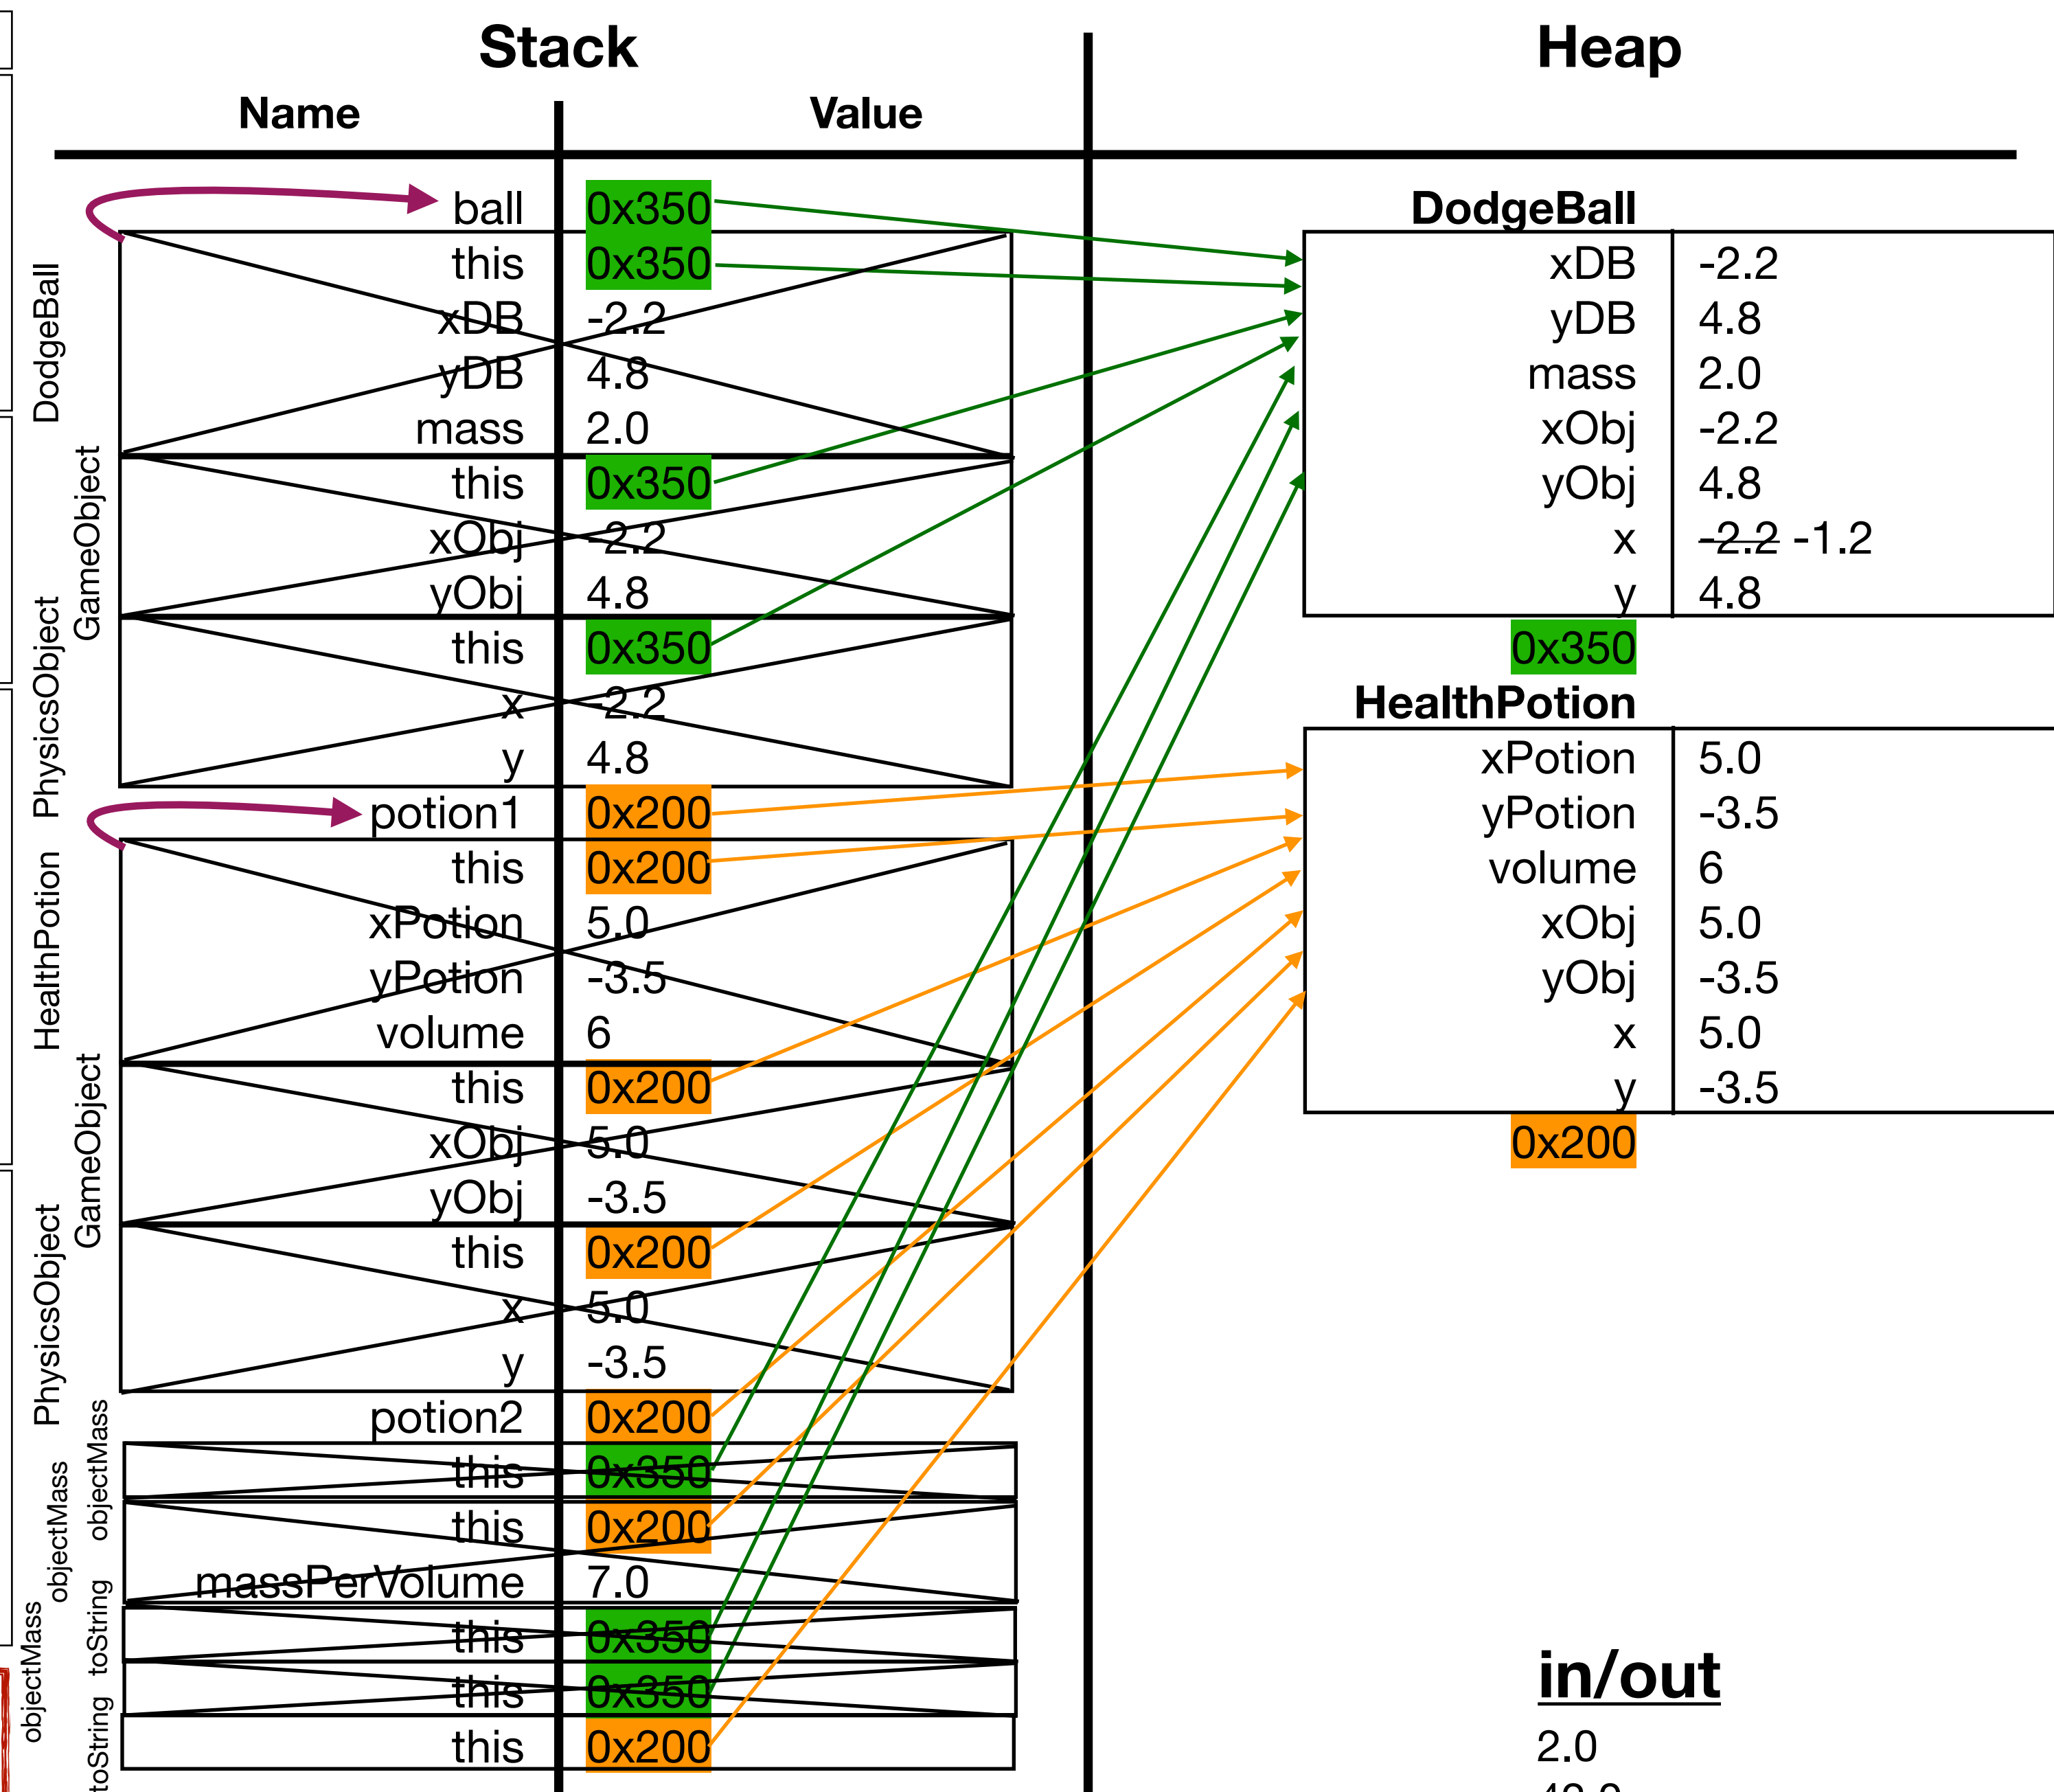 Stack
Heap
Name Value
ball 0x350
this 0x350
xDB -2.2
yDB 4.8
mass 2.0
this 0x350
xObj -2.2
yObj 4.8
this 0x350
x -2.2
y 4.8
potion1 0x200
this 0x200
xPotion 5.0
yPotion -3.5
volume 6
this 0x200
xObj 5.0
yObj -3.5
this 0x200
x 5.0
y -3.5
potion2 0x200
this 0x350
this 0x200
massPerVolume 7.0
this 0x350
this 0x350
this 0x200
DodgeBall
GameObject
PhysicsObject
HealthPotion
GameObject
PhysicsObject
objectMass
objectMass
toString
objectMass
toString
DodgeBall
xDB -2.2
yDB 4.8
mass 2.0
xObj -2.2
yObj 4.8
x -2.2 -1.2
y 4.8
0x350
HealthPotion
xPotion 5.0
yPotion -3.5
volume 6
xObj 5.0
yObj -3.5
x 5.0
y -3.5
0x200
in/out
2.0